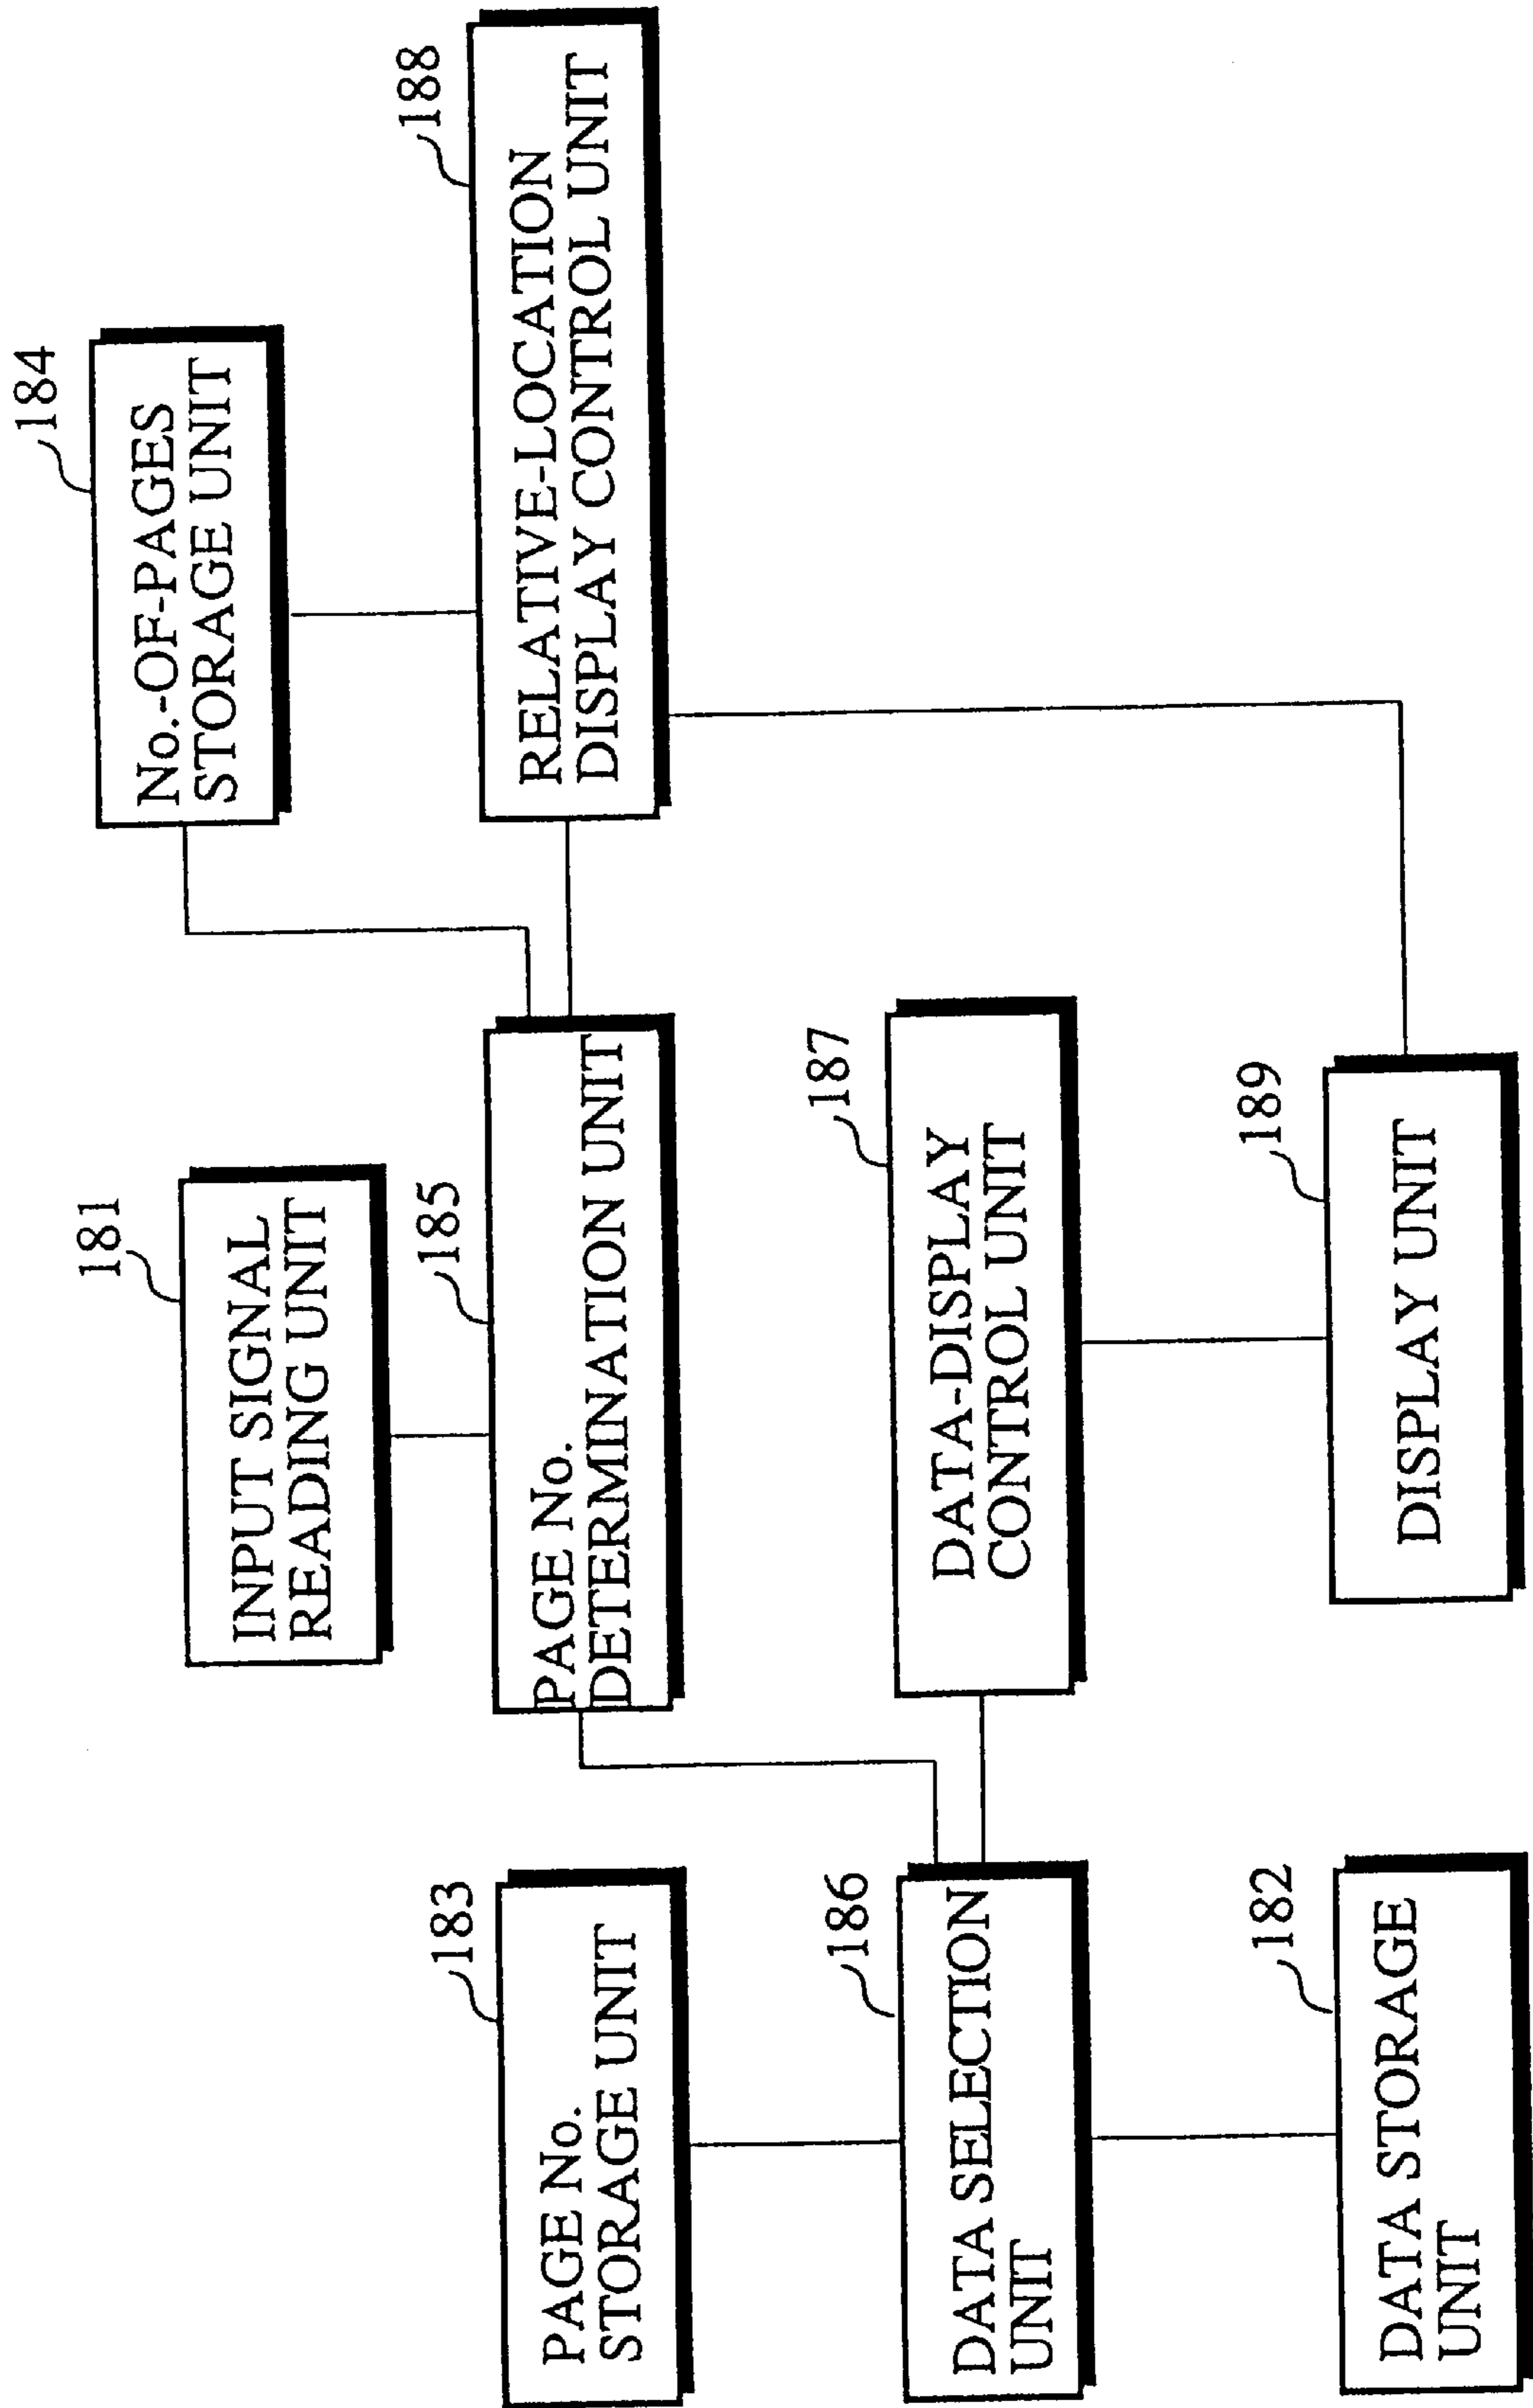 184
No.-OF-PAGES
STORAGE UNIT
181
INPUT SIGNAL
READING UNIT
188
RELATIVE-LOCATION
DISPLAY CONTROL UNIT
185
PAGE No.
DETERMINATION UNIT
183
PAGE No.
STORAGE UNIT
187
DATA-DISPLAY
CONTROL UNIT
186
DATA SELECTION
UNIT
189
DISPLAY UNIT
182
DATA STORAGE
UNIT